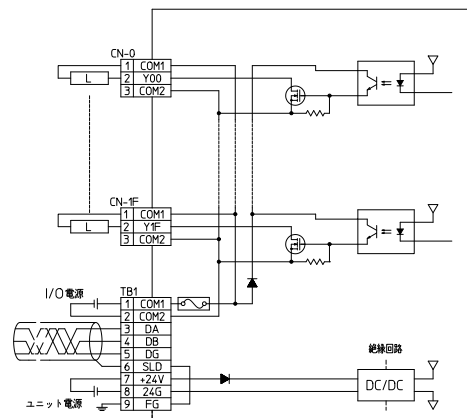 CN-0
1 COM1
L 2 Y00
3 COM2
CN-1F
1 COM1
L 2 Y1F
3 COM2
I/O電源
TB1
1 COM1
2 COM2
3 DA
4 DB
5 DG
6 SLD
7 +24V
8 24G
9 FG
ユニット電源
絶縁回路
DC/DC